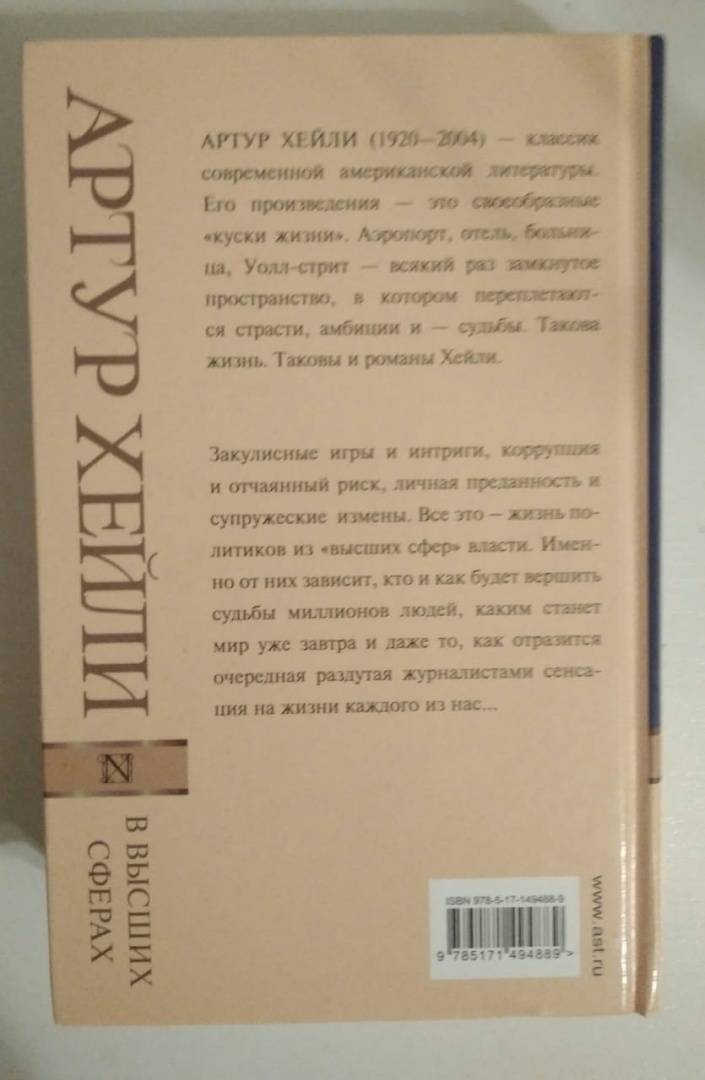 АРТУР ХЕЙЛИ
В ВЫСШИХ
СФЕРАХ
АРТУР ХЕЙЛИ (1920—2004) — классик
современной американской литературы.
Его произведения — это своеобразные
«куски жизни». Аэропорт, отель, больни-
ца, Уолл-стрит — всякий раз замкнутое
пространство, в котором переплетают-
ся страсти, амбиции и — судьбы. Такова
жизнь. Таковы и романы Хейли.
Закулисные игры и интриги, коррупция
и отчаянный риск, личная преданность и
супружеские измены. Все это – жизнь по-
литиков из «высших сфер» власти. Имен-
но от них зависит, кто и как будет вершить
судьбы миллионов людей, каким станет
мир уже завтра и даже то, как отразится
очередная раздутая журналистами сенса-
ция на жизни каждого из нас...
ISBN 978-5-17-149488-9
9 785171 494889 >
www.ast.ru